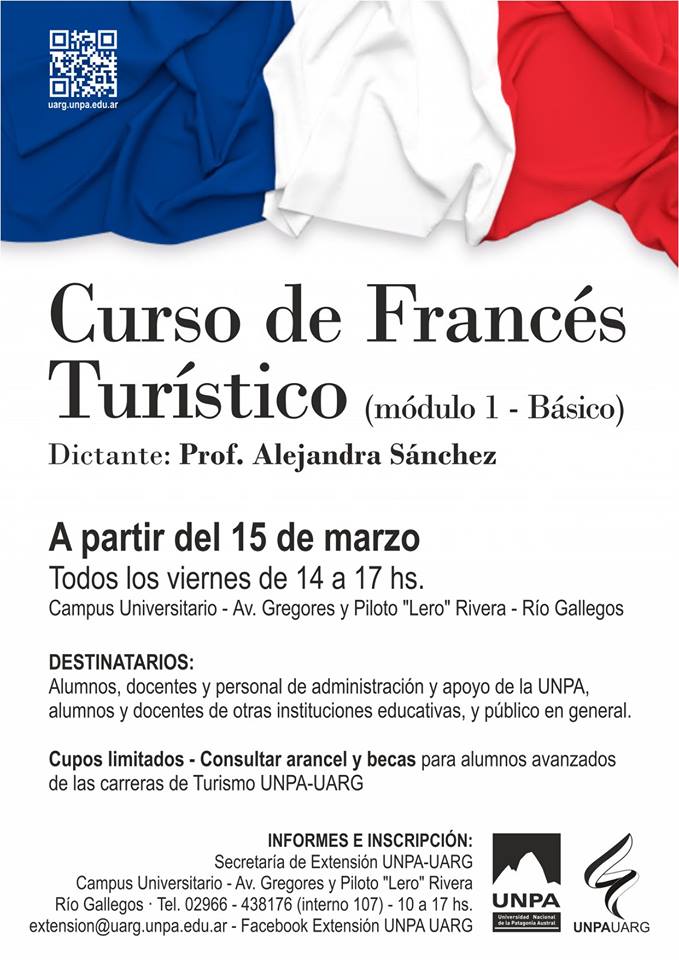 uarg.unpa.edu.ar
Curso de Francés
Turístico (módulo 1 - Básico)
Dictante: Prof. Alejandra Sánchez
A partir del 15 de marzo
Todos los viernes de 14 a 17 hs.
Campus Universitario - Av. Gregores y Piloto "Lero" Rivera - Río Gallegos
DESTINATARIOS:
Alumnos, docentes y personal de administración y apoyo de la UNPA,
alumnos y docentes de otras instituciones educativas, y público en general.
Cupos limitados - Consultar arancel y becas para alumnos avanzados
de las carreras de Turismo UNPA-UARG
INFORMES E INSCRIPCIÓN:
Secretaría de Extensión UNPA-UARG
Campus Universitario - Av. Gregores y Piloto "Lero" Rivera
Río Gallegos · Tel. 02966 - 438176 (interno 107) - 10 a 17 hs.
extension@uarg.unpa.edu.ar - Facebook Extensión UNPA UARG
UNPA
Universidad Nacional
de la Patagonia Austral
UNPAUARG